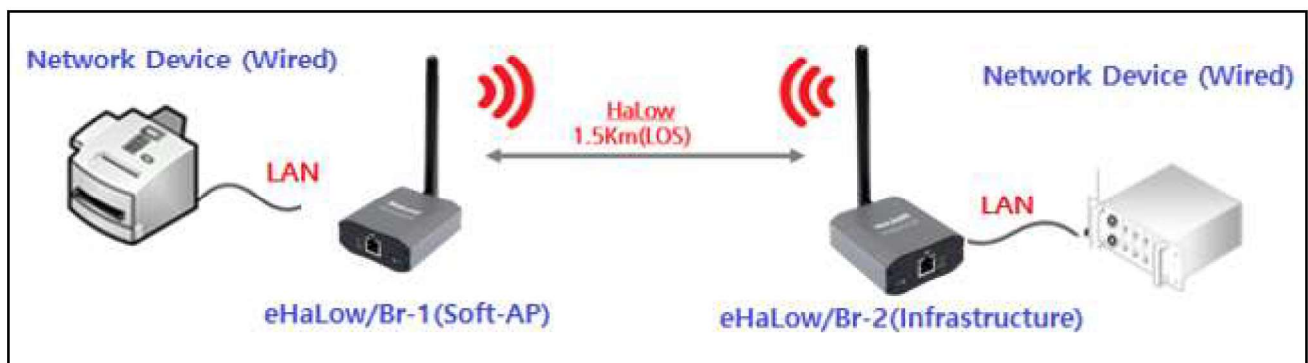 Network Device (Wired)
Network Device (Wired)
HaLow
1.5Km(LOS)
LAN
LAN
eHaLow/Br-1(Soft-AP)
eHaLow/Br-2(Infrastructure)